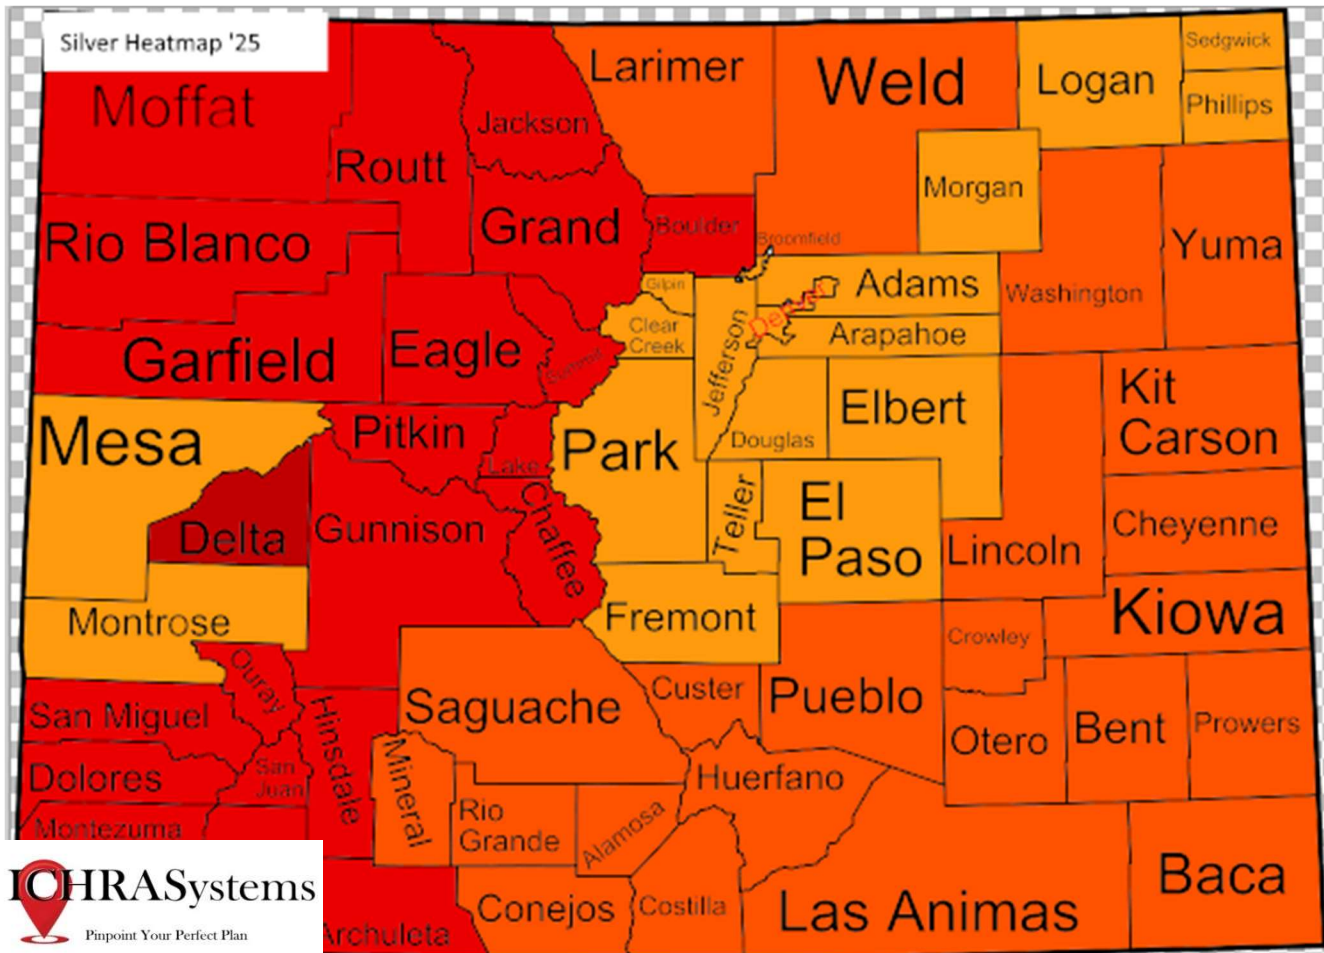 Silver Heatmap '25
Moffat
Routt
Jackson
Larimer
Weld
Logan
Sedgwick
Phillips
Morgan
Rio Blanco
Grand
Boulder
Broomfield
Washington
Yuma
Garfield
Eagle
Summit
Gilpin
Clear
Creek
Jefferson
Denver
Adams
Arapahoe
Mesa
Pitkin
Lake
Park
Douglas
Elbert
Kit
Carson
Delta
Gunnison
Chaffee
Teller
El
Paso
Lincoln
Cheyenne
Montrose
Fremont
Crowley
Kiowa
Ouray
San Miguel
Hinsdale
Saguache
Custer
Pueblo
Otero
Bent
Prowers
Dolores
San
Juan
Mineral
Huerfano
Montezuma
Rio
Grande
Alamosa
Archuleta
Conejos
Costilla
Las Animas
Baca
ICHRASystems
Pinpoint Your Perfect Plan